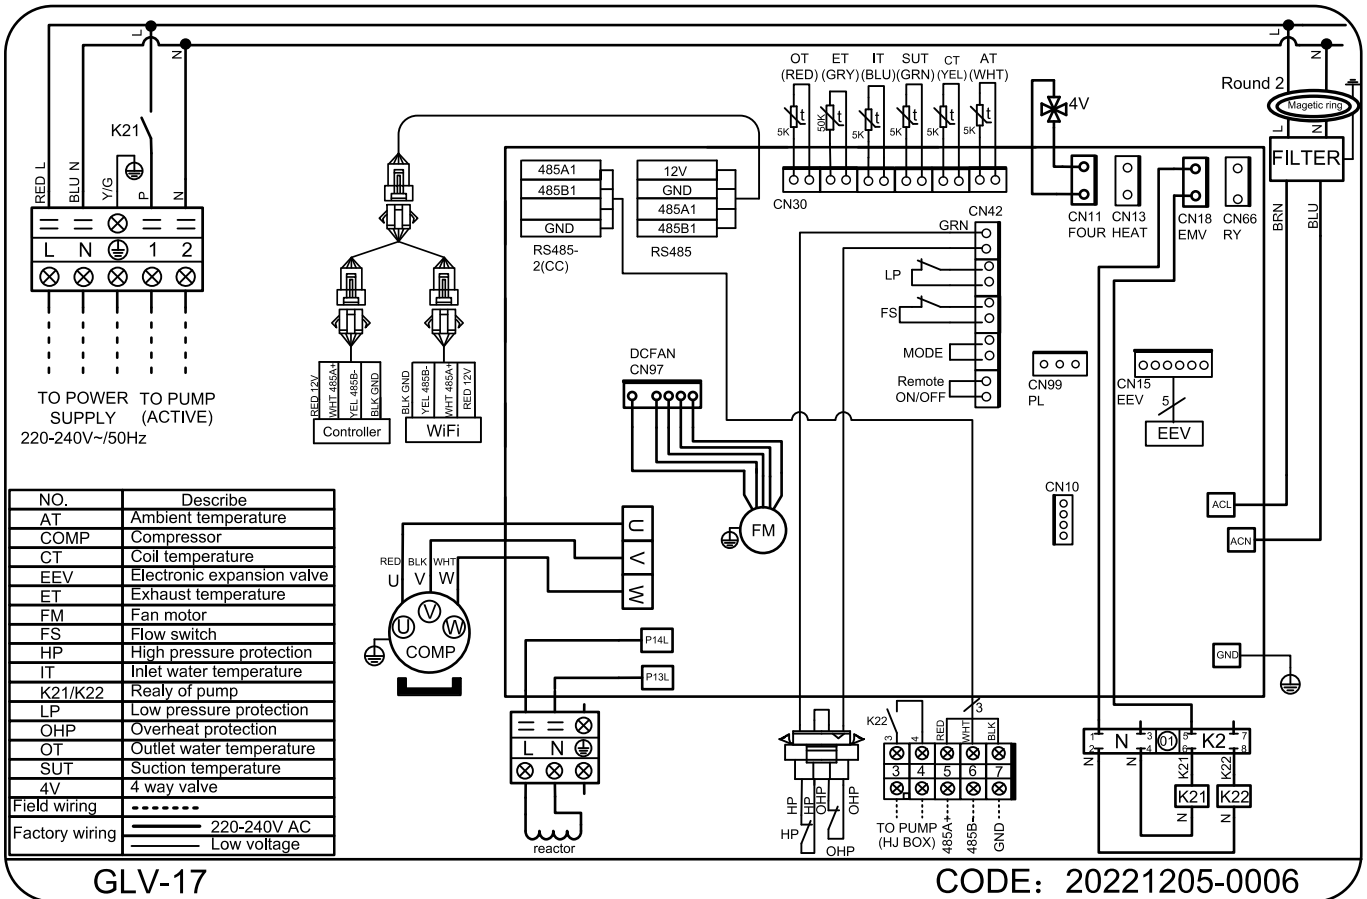 L
N
K21
RED L
BLU N
Y/G
P
N
L N 1 2
TO POWER
SUPPLY
220-240V~/50Hz
TO PUMP
(ACTIVE)
485A1
485B1
GND
RS485-
2(CC)
12V
GND
485A1
485B1
RS485
RED 12V
WHT 485A+
YEL 485B-
BLK GND
Controller
BLK GND
YEL 485B-
WHT 485A+
RED 12V
WiFi
OT
(RED)
ET
(GRY)
IT
(BLU)
SUT
(GRN)
CT
(YEL)
AT
(WHT)
t t t t t t
5K 50K 5K 5K 5K 5K
CN30
4V
CN11
FOUR
CN13
HEAT
CN18
EMV
CN66
RY
L
N
Round 2
Magetic ring
L
N
FILTER
BRN
BLU
CN42
GRN
LP
FS
MODE
Remote
ON/OFF
DCFAN
CN97
FM
CN99
PL
CN15
EEV
5
EEV
CN10
ACL
ACN
GND
U
V
W
RED BLK WHT
U V W
U V W
COMP
P14L
P13L
L N
reactor
HP
HP
OHP
OHP
HP
OHP
K22
3
4
RED
WHT
BLK
3
3 4 5 6 7
TO PUMP
(HJ BOX)
485A+
485B-
GND
1 3 5 7
N 01 K2
2 4 6 8
N
N
K21
K22
K21
K22
N
N
NO. Describe
AT Ambient temperature
COMP Compressor
CT Coil temperature
EEV Electronic expansion valve
ET Exhaust temperature
FM Fan motor
FS Flow switch
HP High pressure protection
IT Inlet water temperature
K21/K22 Realy of pump
LP Low pressure protection
OHP Overheat protection
OT Outlet water temperature
SUT Suction temperature
4V 4 way valve
Field wiring
Factory wiring 220-240V AC
Low voltage
GLV-17
CODE：20221205-0006